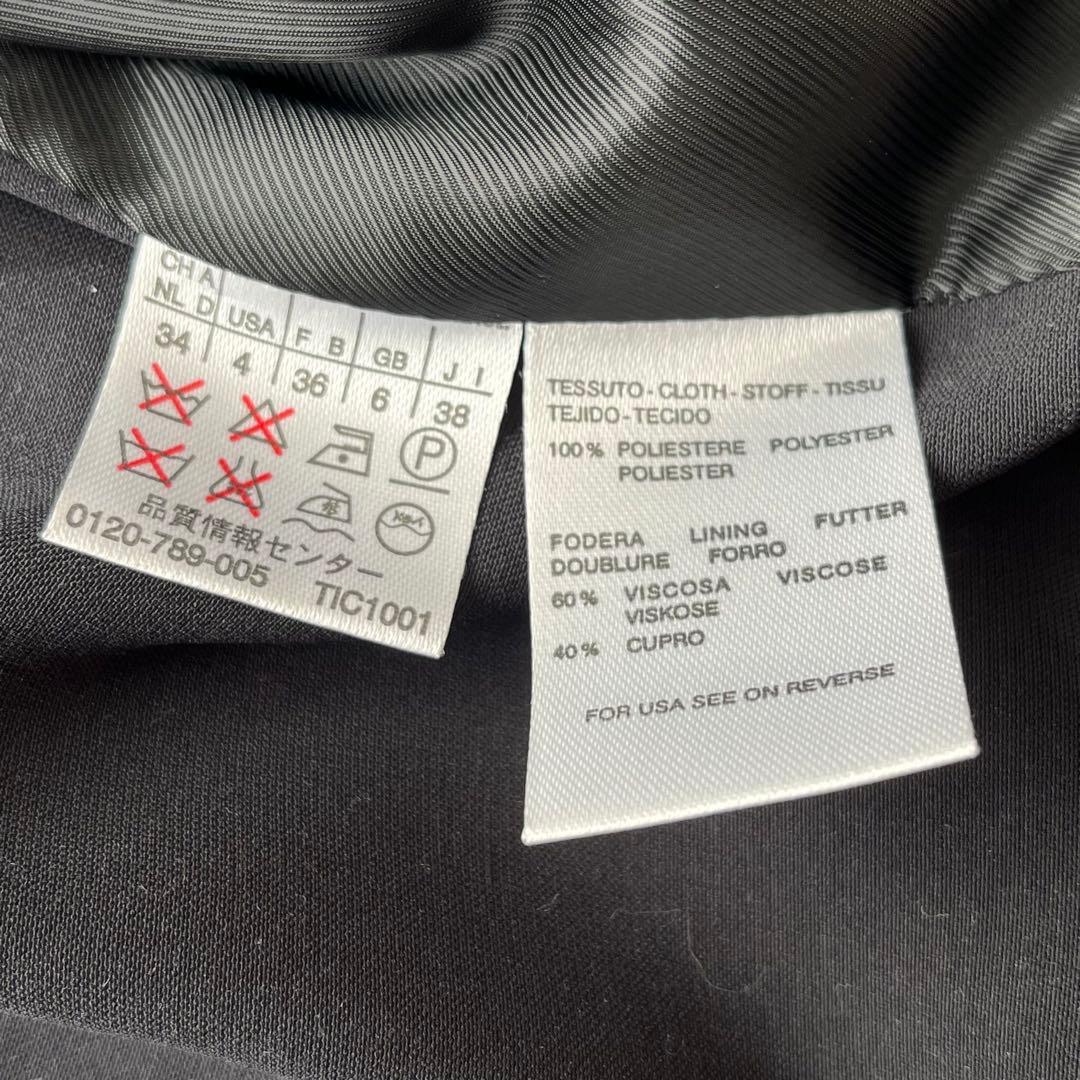 CH A
NL D USA F B GB J I
34 4 36 6 38
P
品質情報センター
0120-789-005 TIC1001
TESSUTO - CLOTH - STOFF - TISSU
TEJIDO - TECIDO
100% POLIESTERE POLYESTER
POLIESTER
FODERA LINING FUTTER
DOUBLURE FORRO
60% VISCOSA VISCOSE
VISKOSE
40% CUPRO
FOR USA SEE ON REVERSE